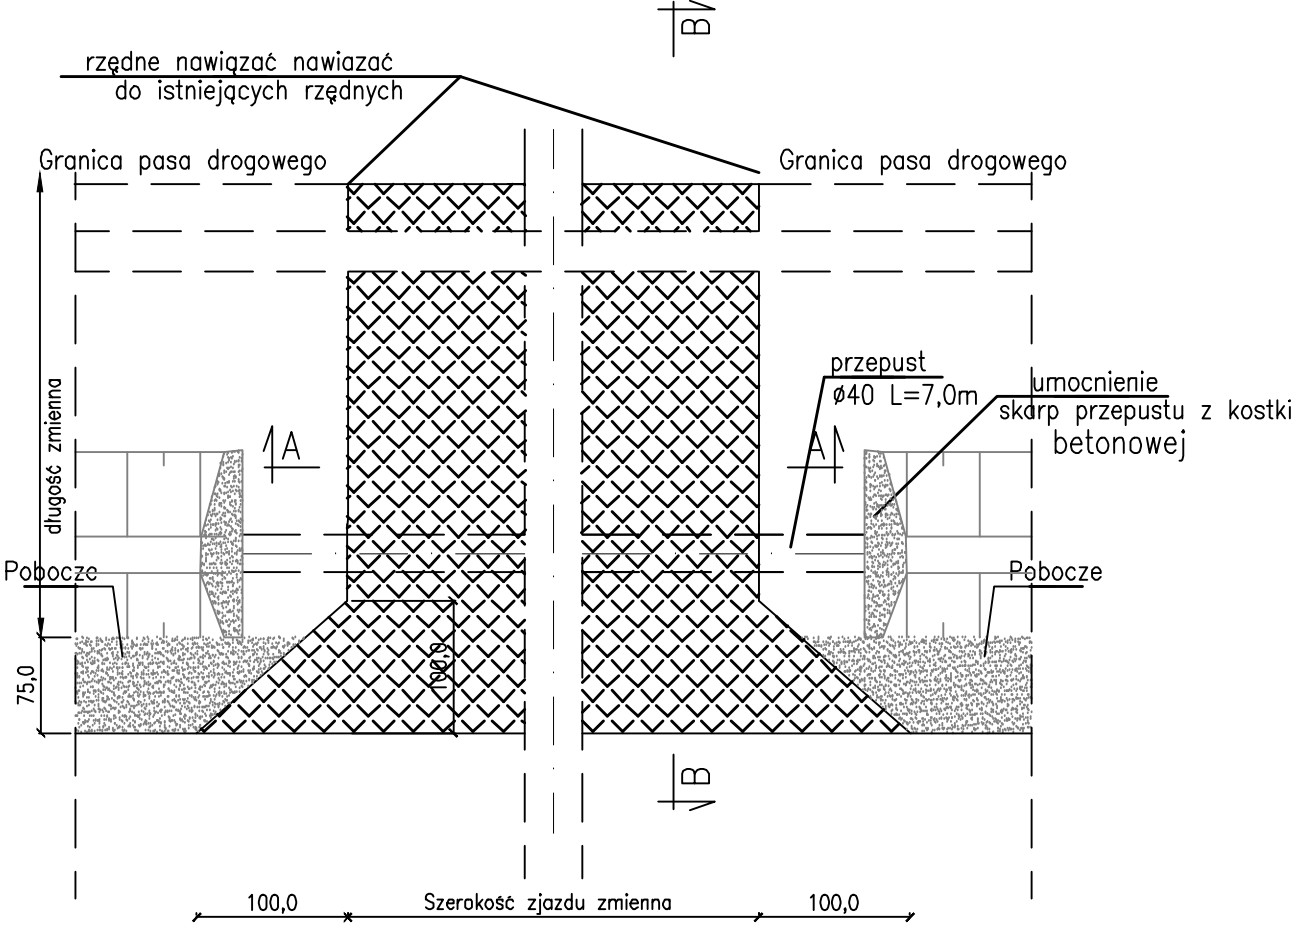 B
rzędne nawiązać nawiazać
do istniejących rzędnych
Granica pasa drogowego
Granica pasa drogowego
przepust
ø40 L=7,0m
umocnienie
skarp przepustu z kostki
betonowej
długość zmienna
A
A
Pobocze
Pobocze
75,0
100,0
B
100,0
Szerokość zjazdu zmienna
100,0